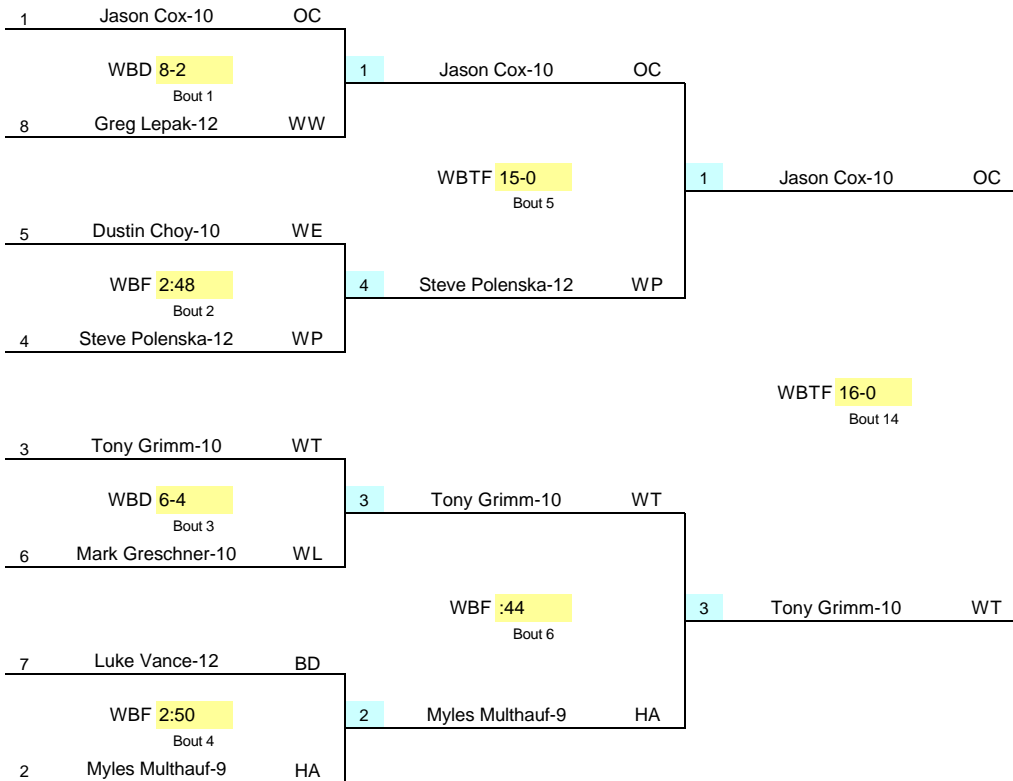 1 Jason Cox-10 OC
WBD 8-2 1 Jason Cox-10 OC
Bout 1
8 Greg Lepak-12 WW
WBTF 15-0 1 Jason Cox-10 OC
Bout 5
5 Dustin Choy-10 WE
WBF 2:48 4 Steve Polenska-12 WP
Bout 2
4 Steve Polenska-12 WP
WBTF 16-0
Bout 14
3 Tony Grimm-10 WT
WBD 6-4 3 Tony Grimm-10 WT
Bout 3
6 Mark Greschner-10 WL
WBF :44 3 Tony Grimm-10 WT
Bout 6
7 Luke Vance-12 BD
WBF 2:50 2 Myles Multhauf-9 HA
Bout 4
2 Myles Multhauf-9 HA